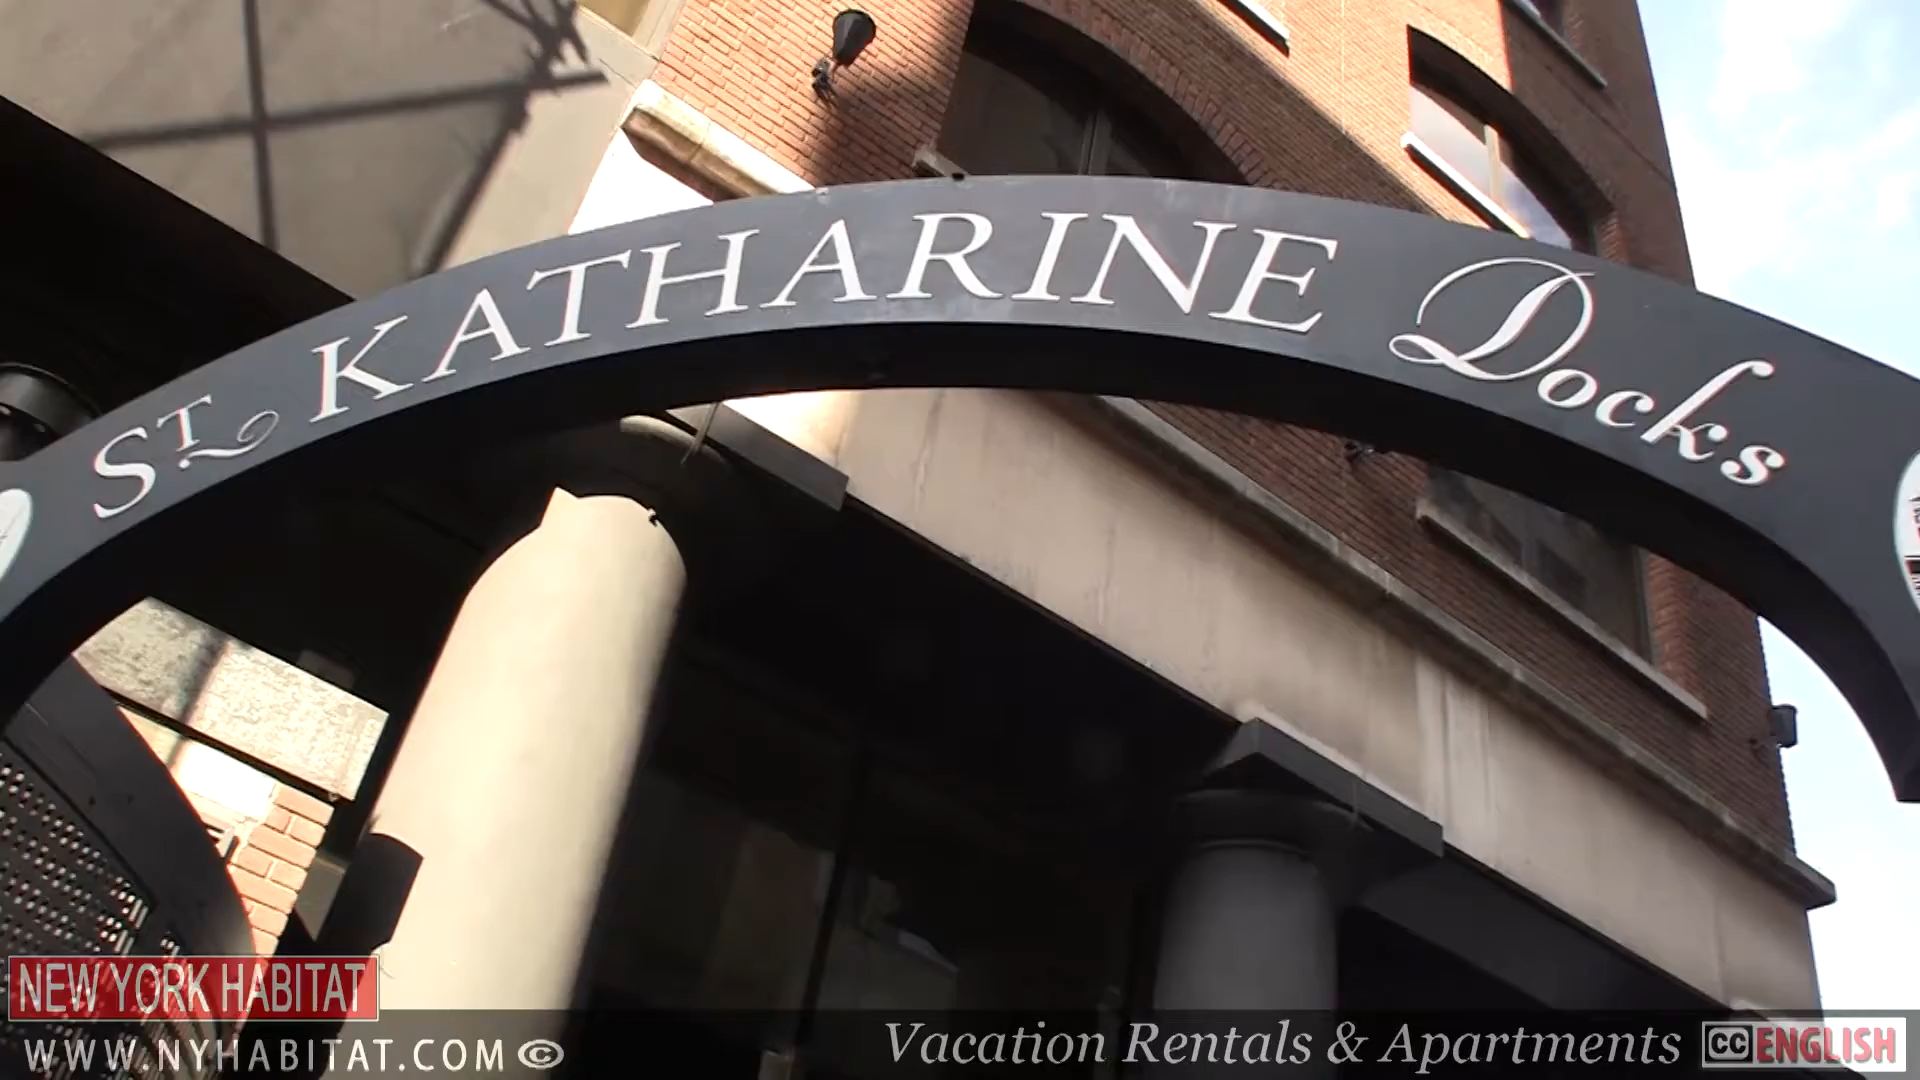 ST. KATHARINE Docks
NEW YORK HABITAT
WWW.NYHABITAT.COM ©
Vacation Rentals & Apartments
CC ENGLISH